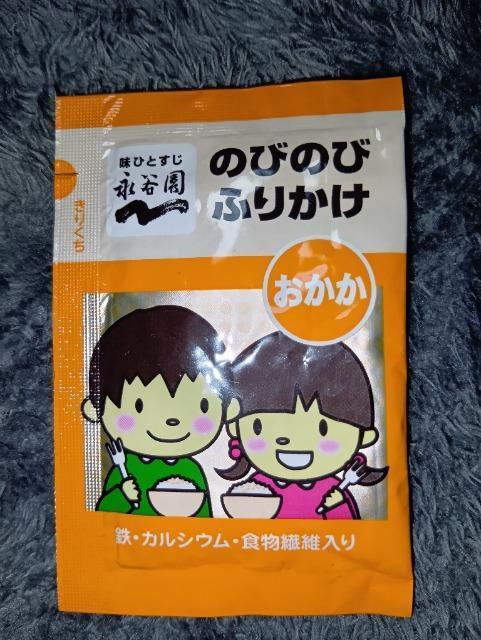 味ひとすじ
永谷園
のびのび
ふりかけ
きりくち
おかか
鉄・カルシウム・食物繊維入り